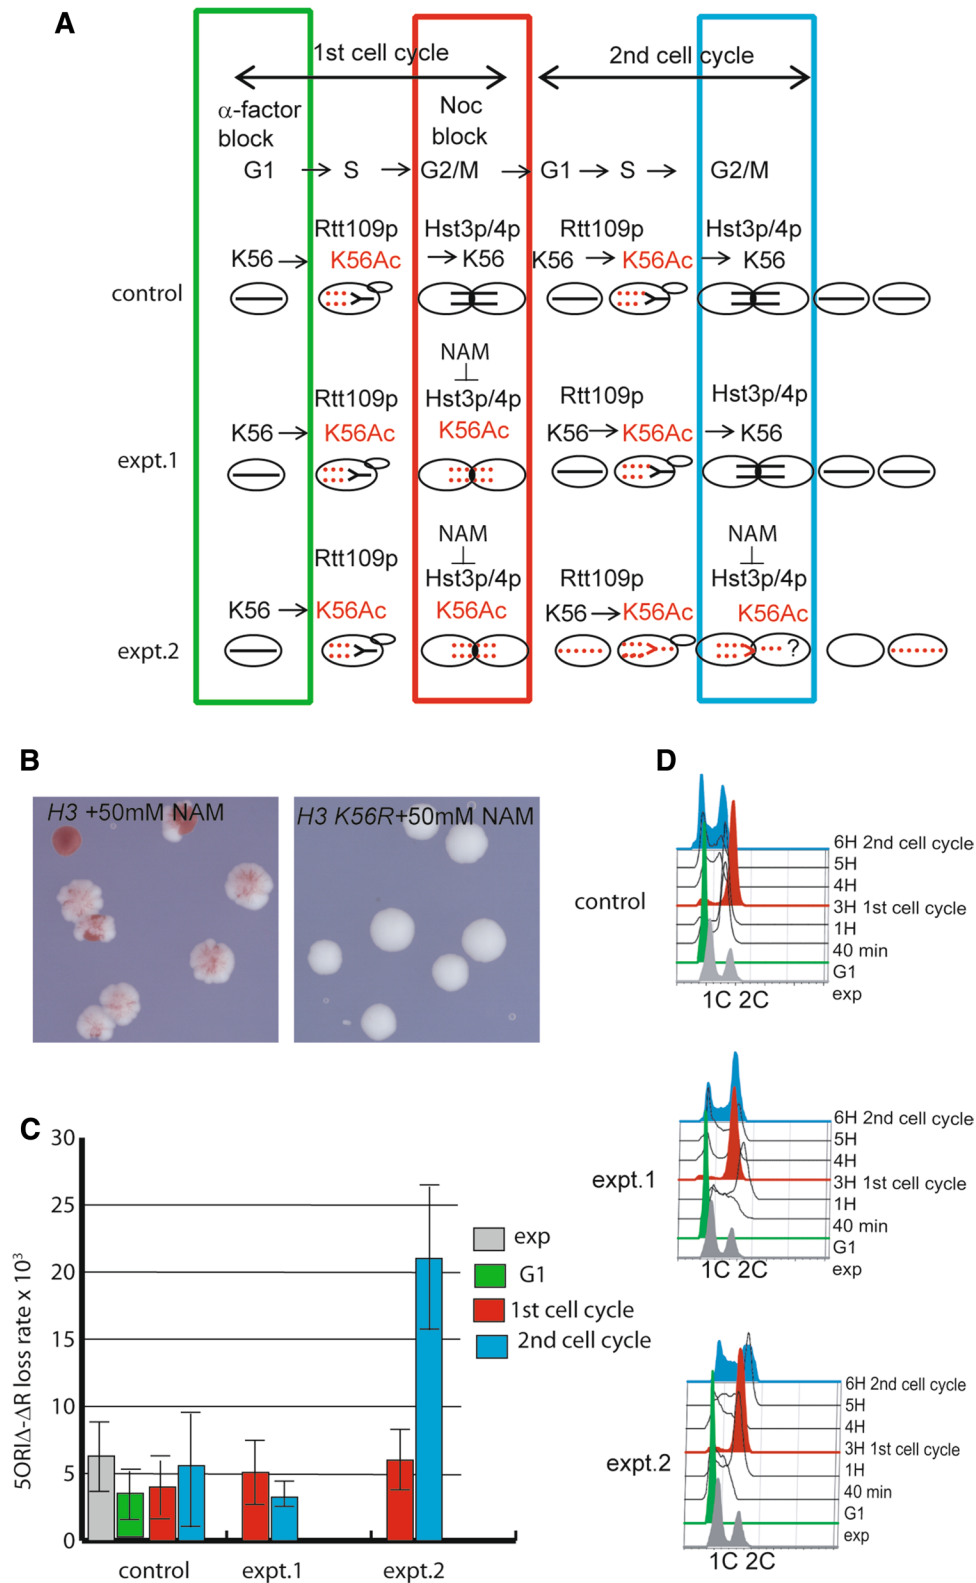 A
1st cell cycle
2nd cell cycle
α-factor
block
Noc
block
G1 → S → G2/M → G1 → S → G2/M
Rtt109p Hst3p/4p Rtt109p Hst3p/4p
K56 → K56Ac → K56 K56 → K56Ac → K56
control
NAM
Rtt109p Hst3p/4p Rtt109p Hst3p/4p
K56 → K56Ac K56Ac K56 → K56Ac → K56
expt.1
NAM NAM
Rtt109p Hst3p/4p Rtt109p Hst3p/4p
K56 → K56Ac K56Ac K56 → K56Ac K56Ac
expt.2 ?
B
H3 +50mM NAM
H3 K56R+50mM NAM
C
5ORIΔ-ΔR loss rate x 10³
30
25
20
15
10
5
0
exp
G1
1st cell cycle
2nd cell cycle
control expt.1 expt.2
D
control
6H 2nd cell cycle
5H
4H
3H 1st cell cycle
1H
40 min
G1
exp
1C 2C
expt.1
6H 2nd cell cycle
5H
4H
3H 1st cell cycle
1H
40 min
G1
exp
1C 2C
expt.2
6H 2nd cell cycle
5H
4H
3H 1st cell cycle
1H
40 min
G1
exp
1C 2C